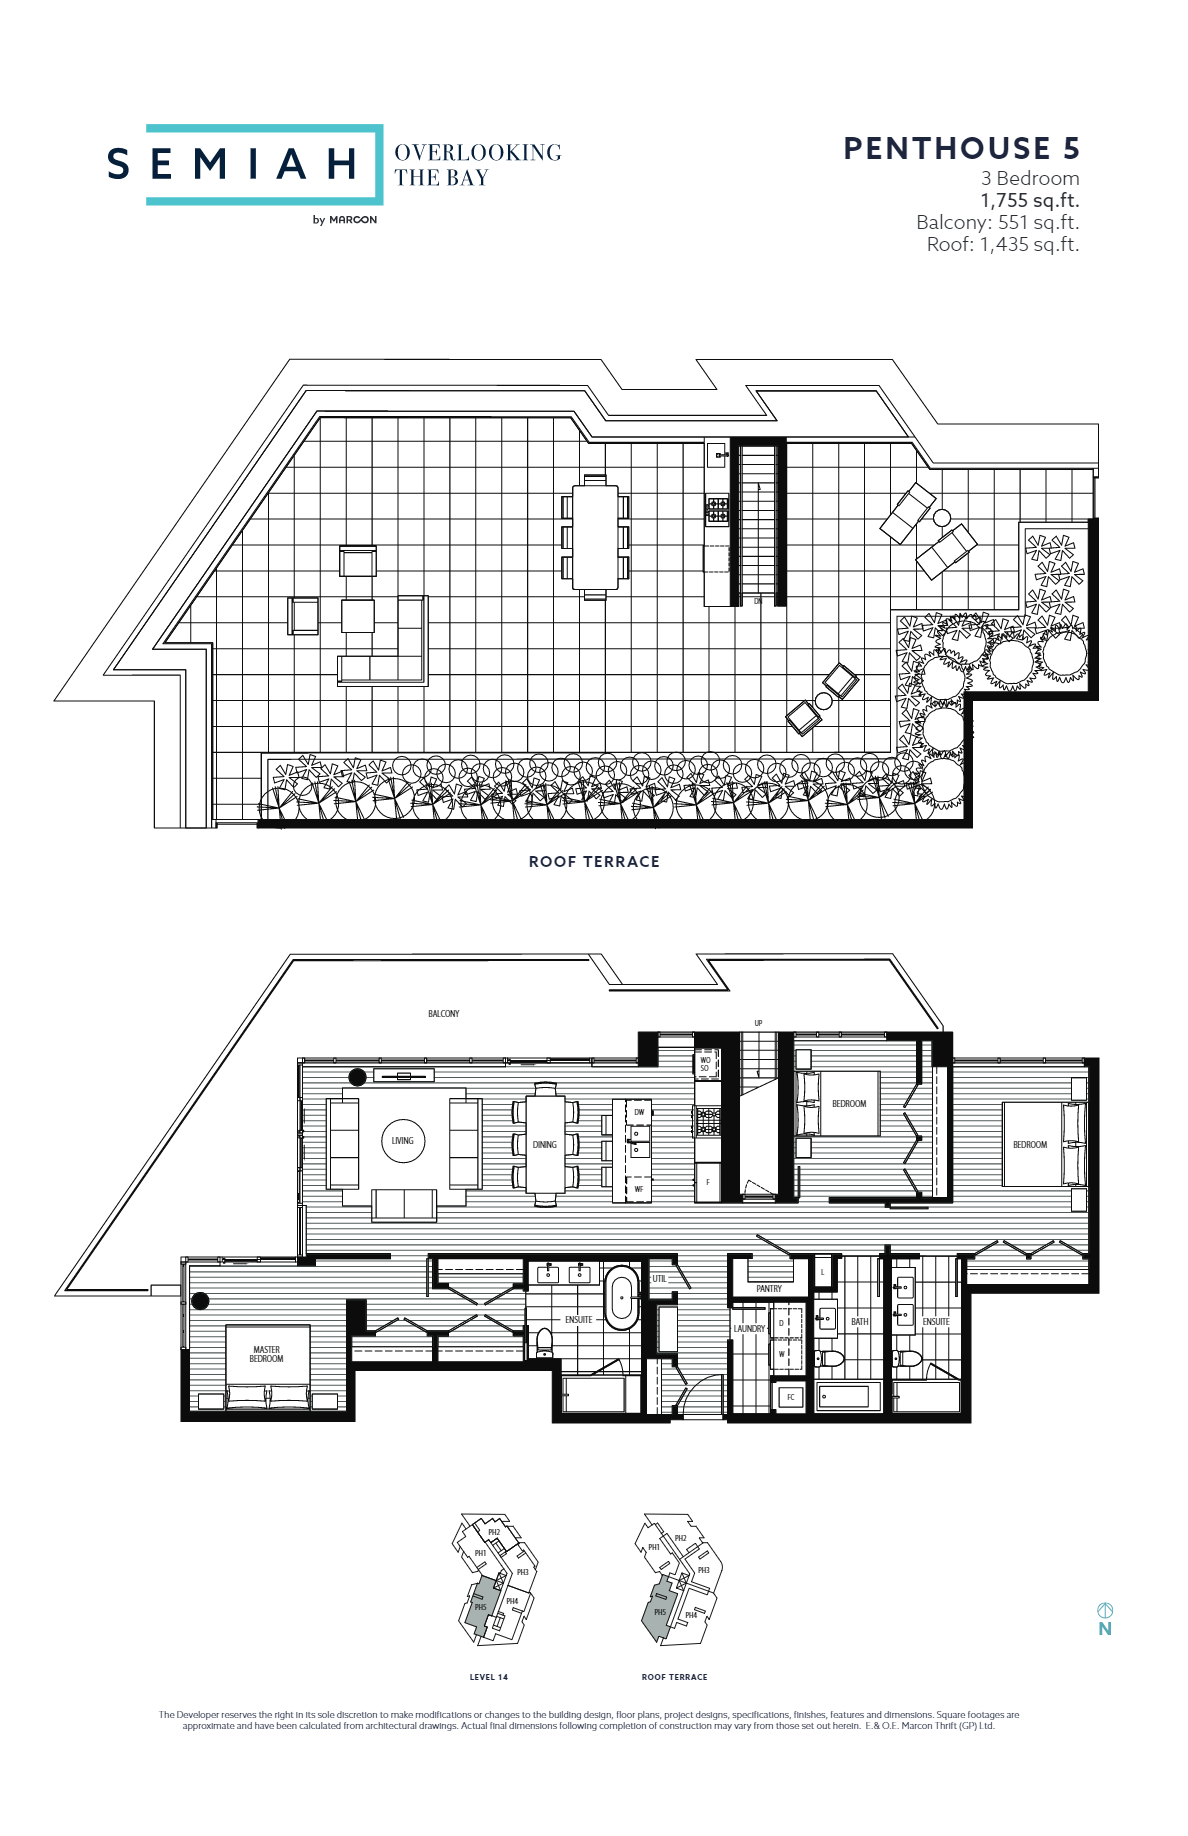 SEMIAH
OVERLOOKING
THE BAY
by MARCON
PENTHOUSE 5
3 Bedroom
1,755 sq.ft.
Balcony: 551 sq.ft.
Roof: 1,435 sq.ft.
DN
ROOF TERRACE
BALCONY
UP
WO
SO
DW
LIVING
DINING
WF
F
BEDROOM
BEDROOM
UTIL
PANTRY
L
ENSUITE
LAUNDRY
D
W
BATH
ENSUITE
MASTER
BEDROOM
FC
PH2
PH1
PH3
PH5
PH4
LEVEL 14
PH2
PH1
PH3
PH5
PH4
ROOF TERRACE
N
The Developer reserves the right in its sole discretion to make modifications or changes to the building design, floor plans, project designs, specifications, finishes, features and dimensions. Square footages are
approximate and have been calculated from architectural drawings. Actual final dimensions following completion of construction may vary from those set out herein. E.& O.E. Marcon Thrift (GP) Ltd.